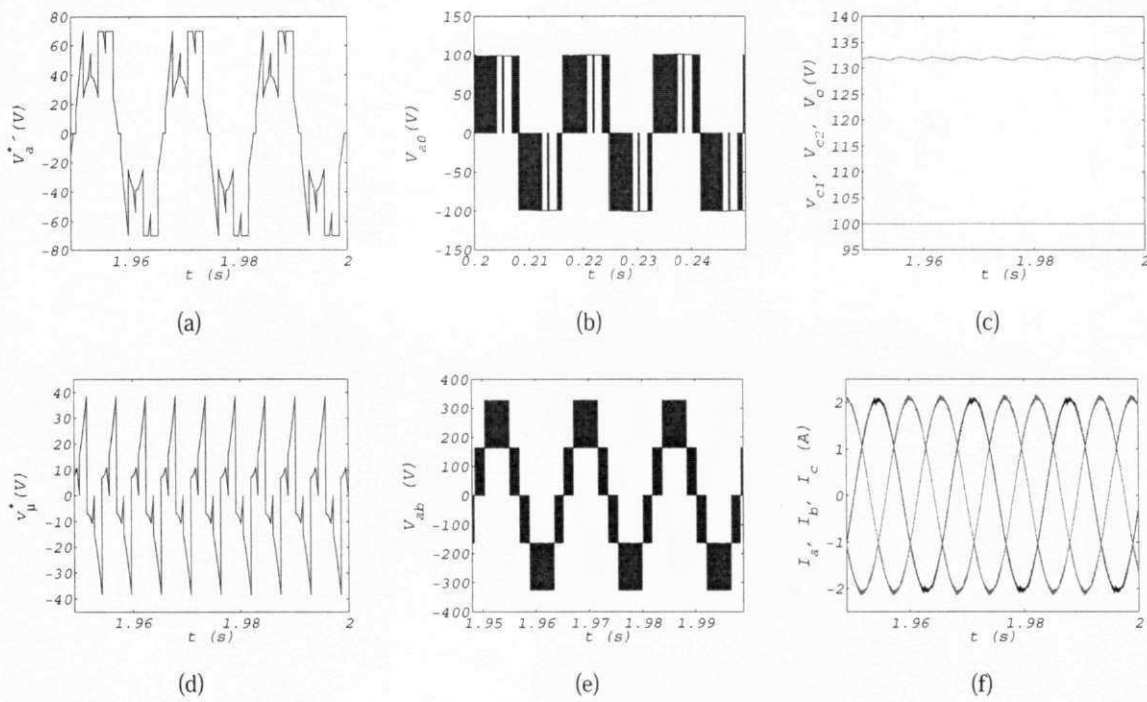 80
60
40
20
0
-20
-40
-60
-80
V*a´(V)
1.96 1.98 2
t (s)
(a)
150
100
50
0
-50
-100
-150
Va0(V)
0.2 0.21 0.22 0.23 0.24
t (s)
(b)
140
135
130
125
120
115
110
105
100
95
Vc1, Vc2, Vo(V)
1.96 1.98 2
t (s)
(c)
40
30
20
10
0
-10
-20
-30
-40
v*μ(V)
1.96 1.98 2
t (s)
(d)
400
300
200
100
0
-100
-200
-300
-400
Vab (V)
1.95 1.96 1.97 1.98 1.99
t (s)
(e)
2
1
0
-1
-2
Ia, Ib, Ic (A)
1.96 1.98 2
t (s)
(f)